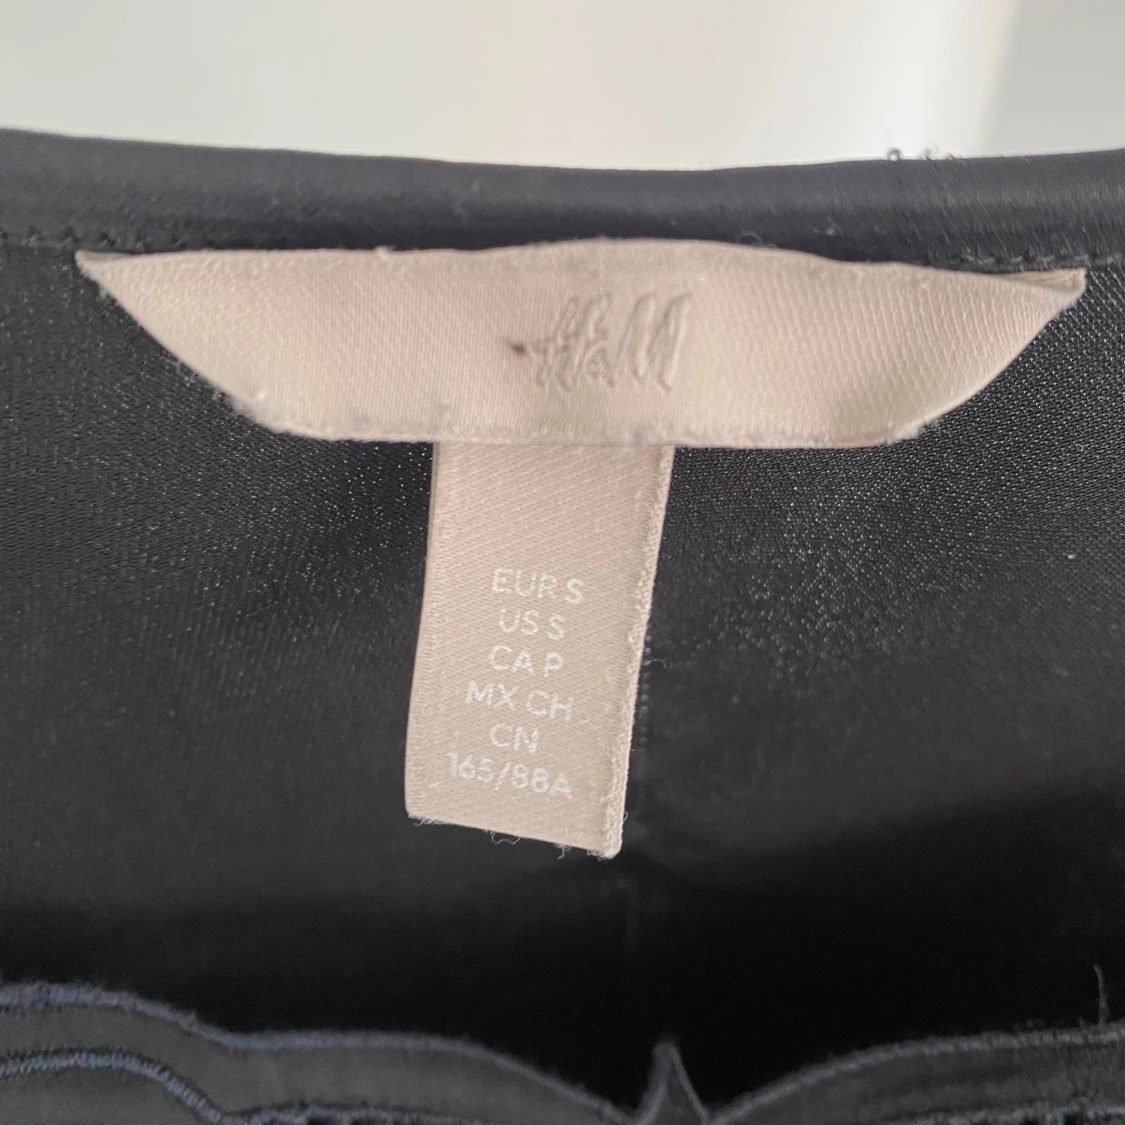 H&M
EUR S
US S
CA P
MX CH
CN
165/88A